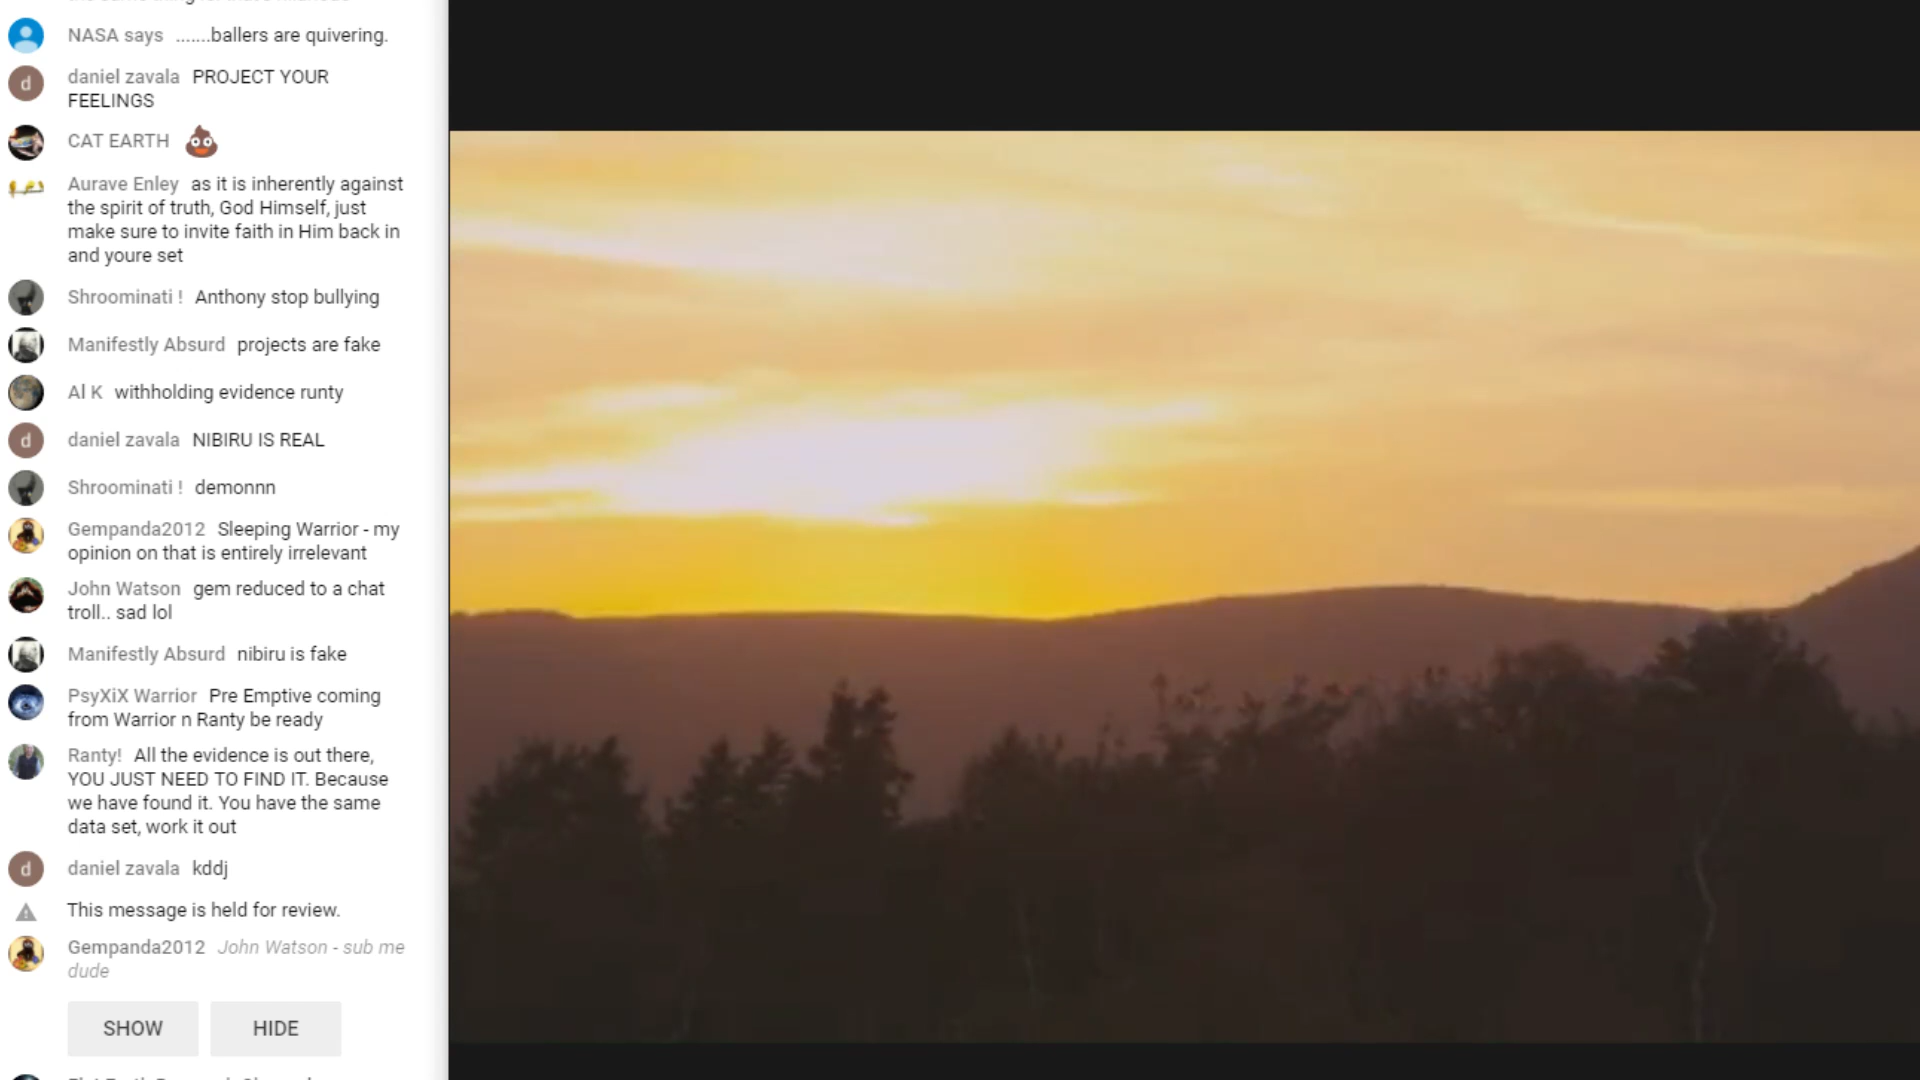 NASA says .......ballers are quivering.
d
daniel zavala PROJECT YOUR
FEELINGS
CAT EARTH 💩
Aurave Enley as it is inherently against
the spirit of truth, God Himself, just
make sure to invite faith in Him back in
and youre set
Shroominati ! Anthony stop bullying
Manifestly Absurd projects are fake
Al K withholding evidence runty
d
daniel zavala NIBIRU IS REAL
Shroominati ! demonnn
Gempanda2012 Sleeping Warrior - my
opinion on that is entirely irrelevant
John Watson gem reduced to a chat
troll.. sad lol
Manifestly Absurd nibiru is fake
PsyXiX Warrior Pre Emptive coming
from Warrior n Ranty be ready
Ranty! All the evidence is out there,
YOU JUST NEED TO FIND IT. Because
we have found it. You have the same
data set, work it out
d
daniel zavala kddj
This message is held for review.
Gempanda2012 John Watson - sub me
dude
SHOW HIDE